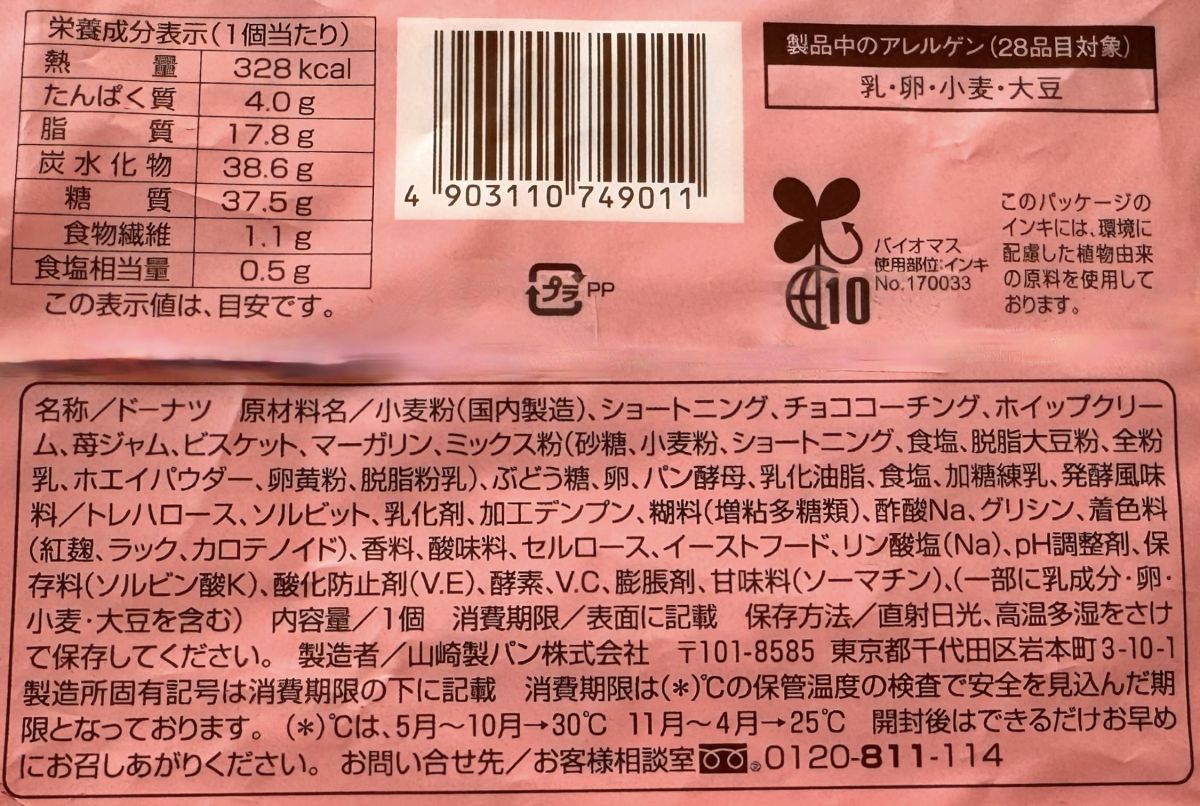 栄養成分表示(1個当たり)
熱量 328kcal
たんぱく質 4.0g
脂質 17.8g
炭水化物 38.6g
糖質 37.5g
食物繊維 1.1g
食塩相当量 0.5g
この表示値は、目安です。
4 903110 749011
プラ PP
製品中のアレルゲン(28品目対象)
乳・卵・小麦・大豆
バイオマス
使用部位:インキ
No.170033
10
このパッケージの
インキには、環境に
配慮した植物由来
の原料を使用して
おります。
名称/ドーナツ 原材料名/小麦粉(国内製造)、ショートニング、チョココーチング、ホイップクリー
ム、苺ジャム、ビスケット、マーガリン、ミックス粉(砂糖、小麦粉、ショートニング、食塩、脱脂大豆粉、全粉
乳、ホエイパウダー、卵黄粉、脱脂粉乳)、ぶどう糖、卵、パン酵母、乳化油脂、食塩、加糖練乳、発酵風味
料/トレハロース、ソルビット、乳化剤、加工デンプン、糊料(増粘多糖類)、酢酸Na、グリシン、着色料
(紅麹、ラック、カロテノイド)、香料、酸味料、セルロース、イーストフード、リン酸塩(Na)、pH調整剤、保
存料(ソルビン酸K)、酸化防止剤(V.E)、酵素、V.C、膨脹剤、甘味料(ソーマチン)、(一部に乳成分・卵・
小麦・大豆を含む) 内容量/1個 消費期限/表面に記載 保存方法/直射日光、高温多湿をさけ
て保存してください。 製造者/山崎製パン株式会社 〒101-8585 東京都千代田区岩本町3-10-1
製造所固有記号は消費期限の下に記載 消費期限は(*)℃の保管温度の検査で安全を見込んだ期
限となっております。 (*)℃は、5月〜10月→30℃ 11月〜4月→25℃ 開封後はできるだけお早め
にお召しあがりください。 お問い合せ先/お客様相談室 0120-811-114